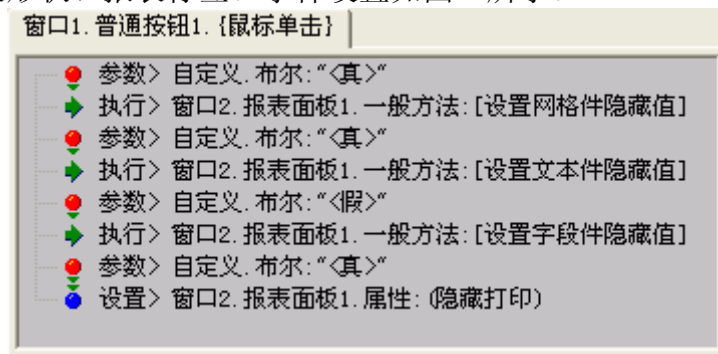 窗口1.普通按钮1.{鼠标单击}
参数> 自定义.布尔:"<真>"
执行> 窗口2.报表面板1.一般方法:[设置网格件隐藏值]
参数> 自定义.布尔:"<真>"
执行> 窗口2.报表面板1.一般方法:[设置文本件隐藏值]
参数> 自定义.布尔:"<假>"
执行> 窗口2.报表面板1.一般方法:[设置字段件隐藏值]
参数> 自定义.布尔:"<真>"
设置> 窗口2.报表面板1.属性:(隐藏打印)